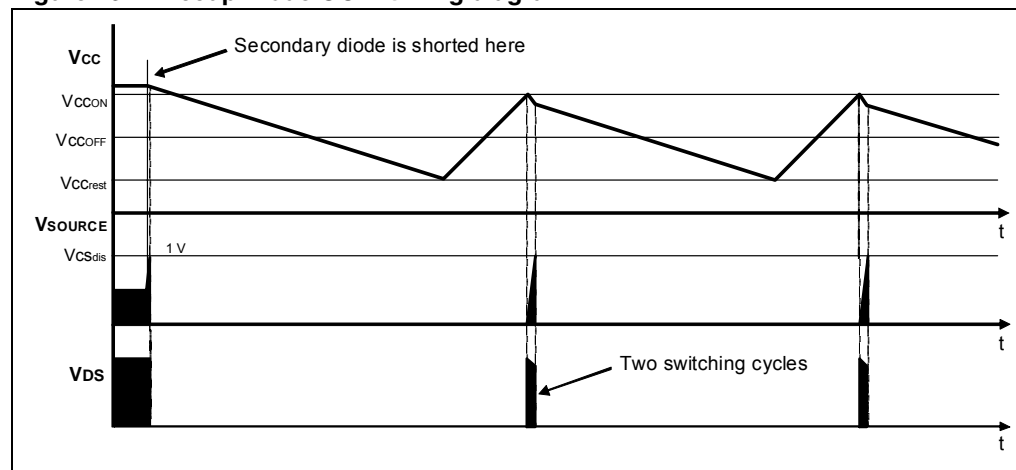 Secondary diode is shorted here
VCC
VCCON
VCCOFF
VCCrest
VSOURCE
t
VCSdis
1 V
t
VDS
Two switching cycles
t